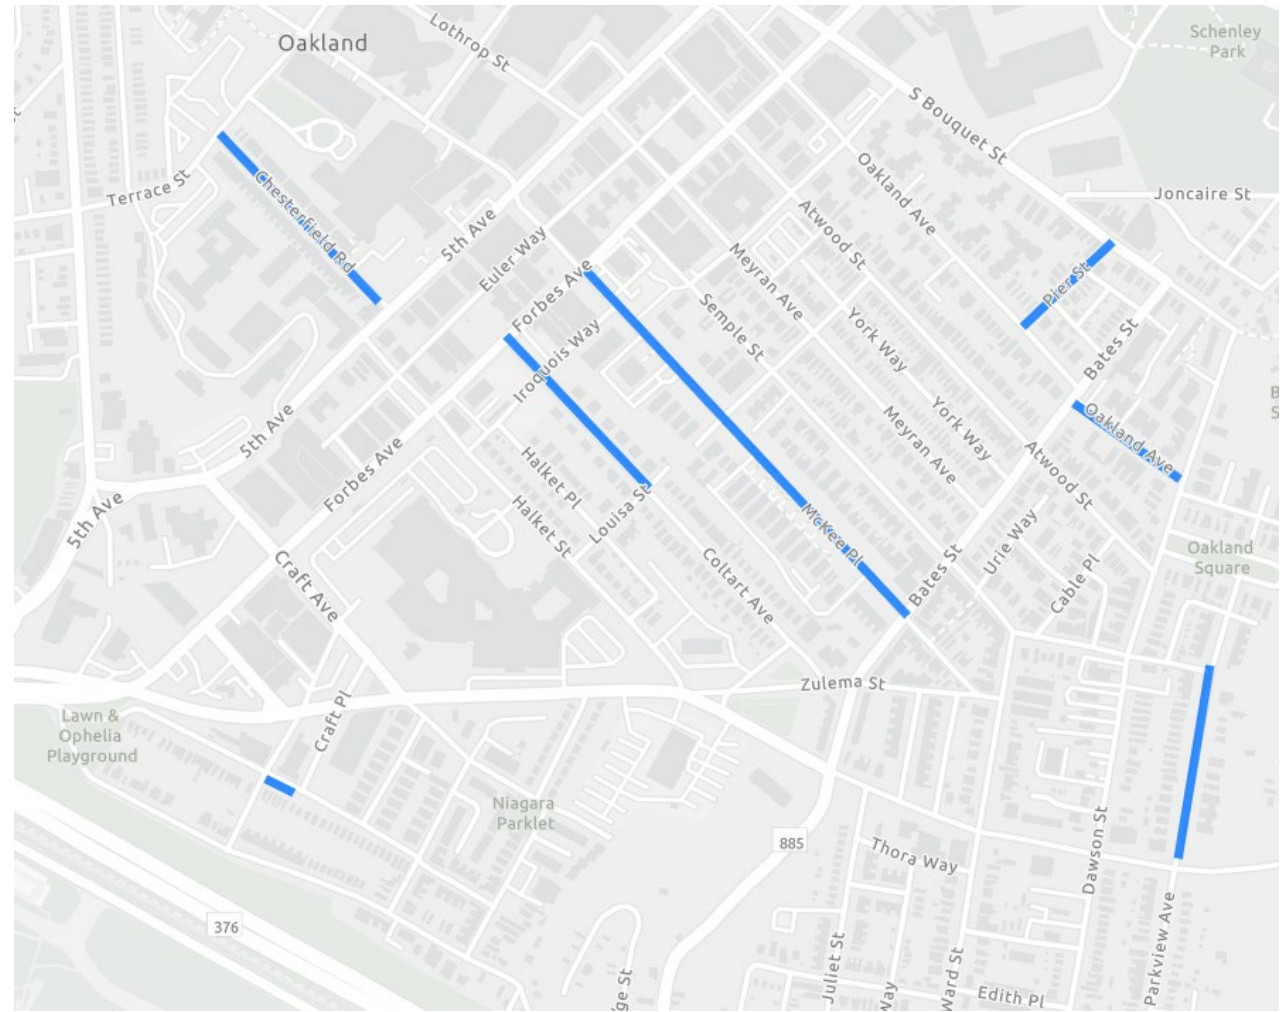 Oakland
Lothrop St
Schenley
Park
S Bouquet St
Terrace St
Chesterfield Rd
5th Ave
Euler Way
Forbes Ave
Iroquois Way
Oakland Ave
Joncaire St
Atwood St
Meyran Ave
Semple St
York Way
Pier St
Bates St
5th Ave
Forbes Ave
Halket Pl
Halket St
Louisa St
Meyran Ave
York Way
Atwood St
Oakland Ave
5th Ave
Craft Ave
McKee Pl
Coltart Ave
Bates St
Urie Way
Cable Pl
Oakland
Square
Zulema St
Lawn &
Ophelia
Playground
Craft Pl
Niagara
Parklet
885
Thora Way
Dawson St
376
Juliet St
Way
Ward St
Edith Pl
Parkview Ave